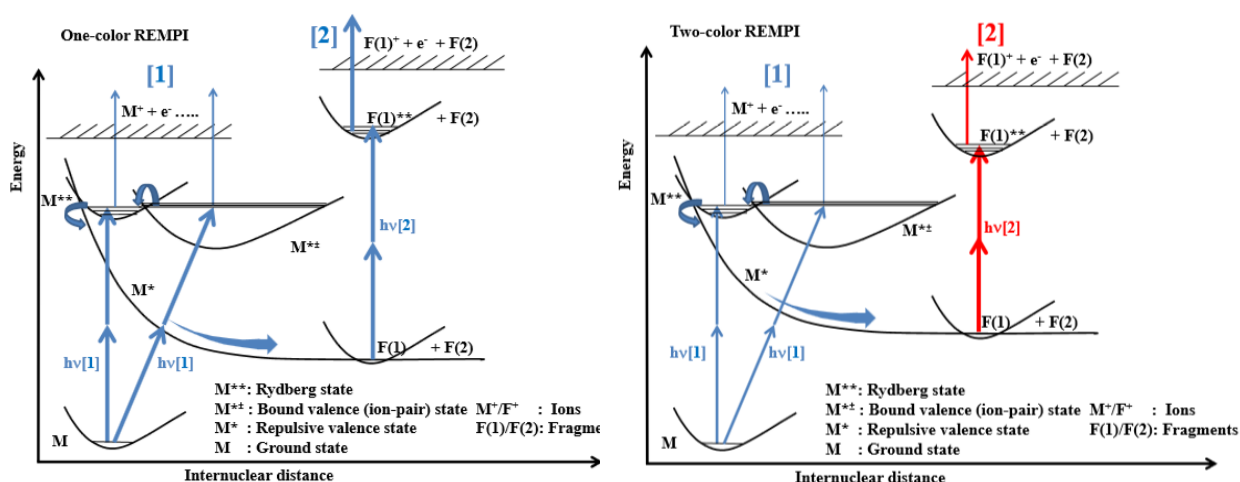 One-color REMPI
[2]
F(1)⁺ + e⁻ + F(2)
[1]
M⁺ + e⁻ .....
F(1)** + F(2)
Energy
M**
hν[2]
M*±
M*
F(1) + F(2)
hν[1]
hν[1]
M**: Rydberg state
M*±: Bound valence (ion-pair) state M⁺/F⁺ : Ions
M*: Repulsive valence state F(1)/F(2): Fragme
M : Ground state
M
Internuclear distance
Two-color REMPI
[2]
F(1)⁺ + e⁻ + F(2)
[1]
M⁺ + e⁻ .....
F(1)** + F(2)
Energy
M**
hν[2]
M*±
M*
F(1) + F(2)
hν[1]
hν[1]
M**: Rydberg state
M*±: Bound valence (ion-pair) state M⁺/F⁺ : Ions
M*: Repulsive valence state F(1)/F(2): Fragments
M : Ground state
M
Internuclear distance